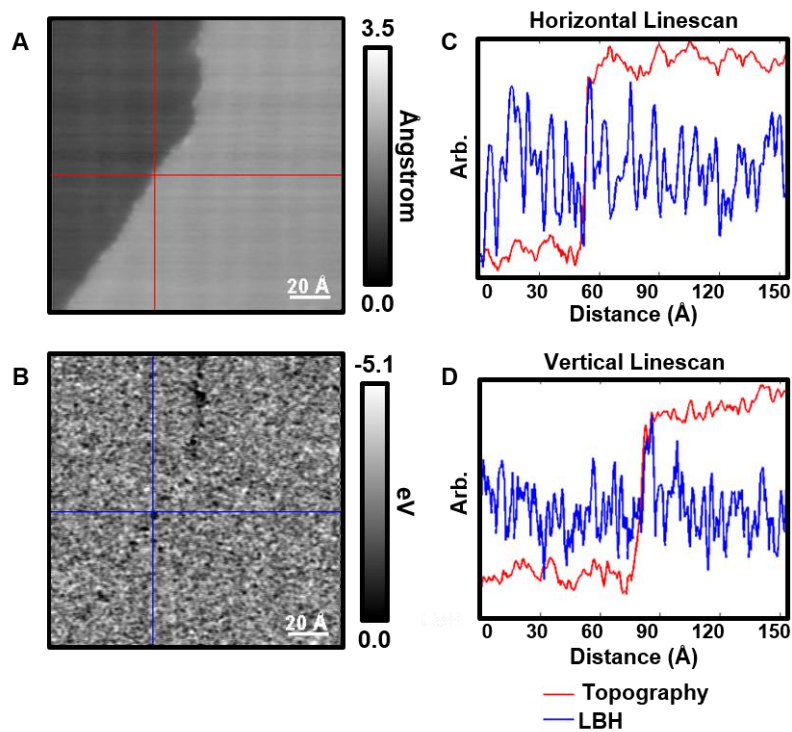 A
3.5
Ångstrom
0.0
20 Å
Horizontal Linescan
C
Arb.
0 30 60 90 120 150
Distance (Å)
B
-5.1
eV
0.0
20 Å
Vertical Linescan
D
Arb.
0 30 60 90 120 150
Distance (Å)
LBH
Topography
LBH